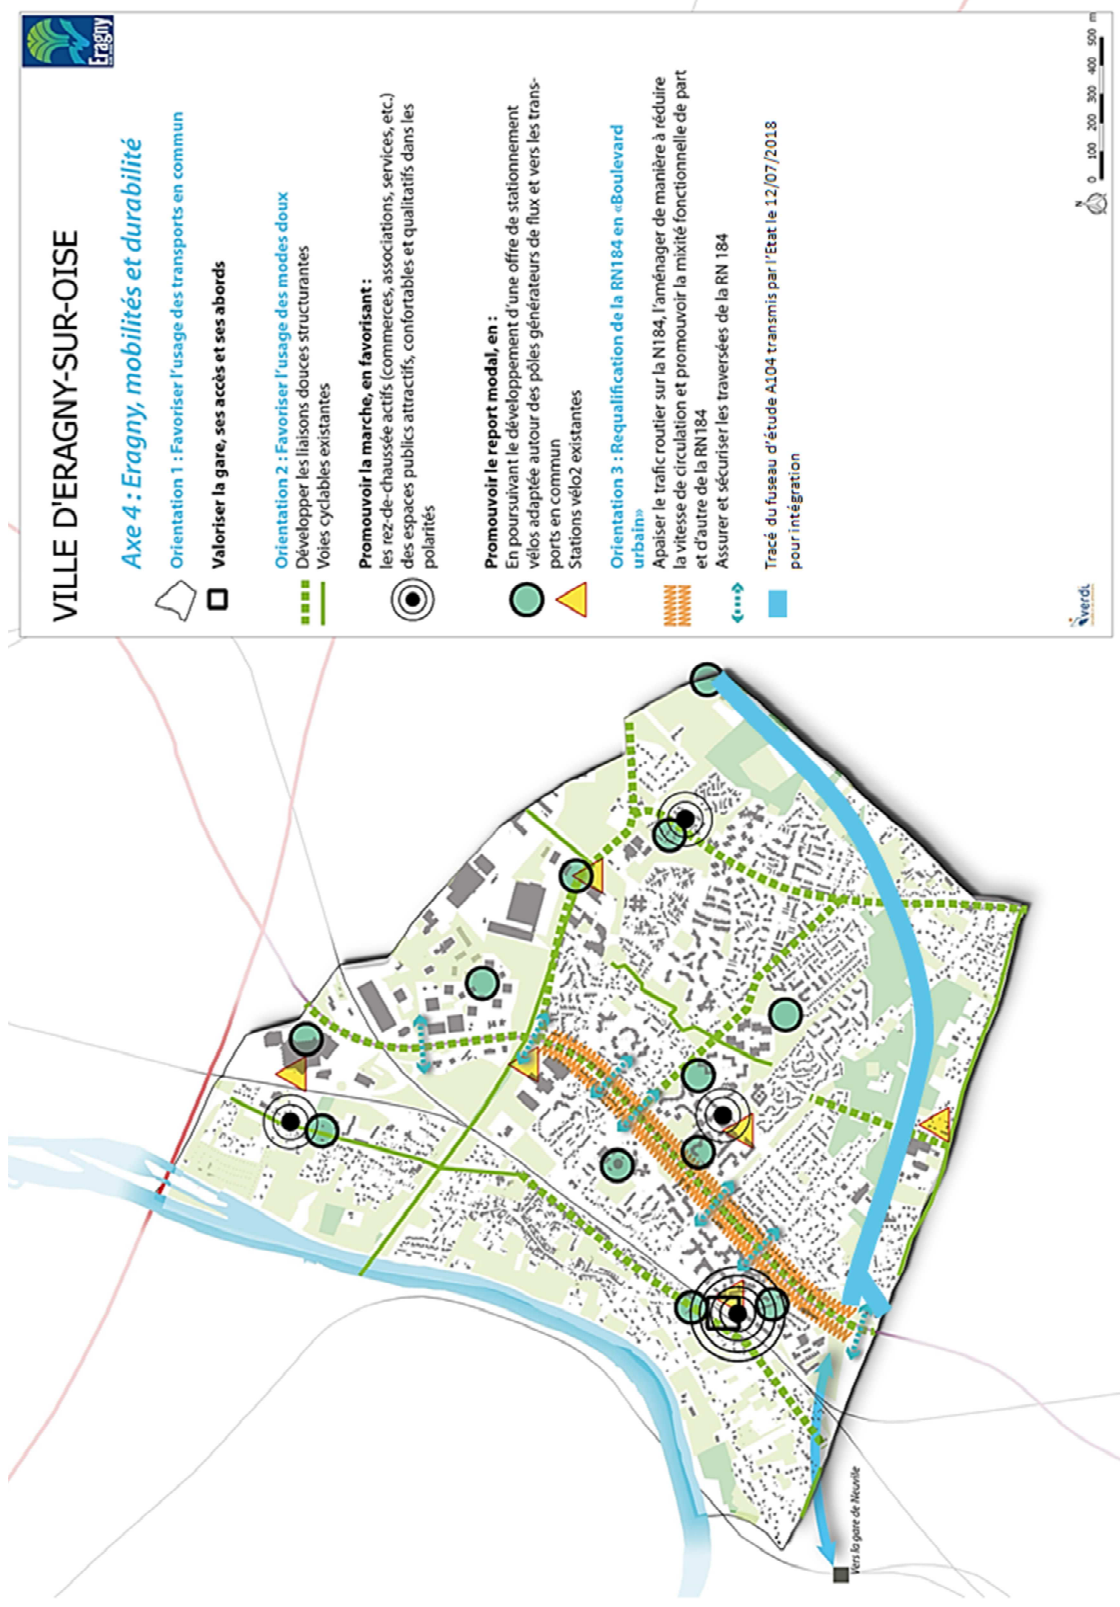 Eragny
VILLE D'ERAGNY-SUR-OISE
Axe 4 : Eragny, mobilités et durabilité
Orientation 1 : Favoriser l'usage des transports en commun
Valoriser la gare, ses accès et ses abords
Orientation 2 : Favoriser l'usage des modes doux
Développer les liaisons douces structurantes
Voies cyclables existantes
Promouvoir la marche, en favorisant :
les rez-de-chaussée actifs (commerces, associations, services, etc.)
des espaces publics attractifs, confortables et qualitatifs dans les
polarités
Promouvoir le report modal, en :
En poursuivant le développement d'une offre de stationnement
vélos adaptée autour des pôles générateurs de flux et vers les trans-
ports en commun
Stations vélo2 existantes
Orientation 3 : Requalification de la RN184 en «Boulevard
urbain»
Apaiser le trafic routier sur la N184, l'aménager de manière à réduire
la vitesse de circulation et promouvoir la mixité fonctionnelle de part
et d'autre de la RN184
Assurer et sécuriser les traversées de la RN 184
Tracé du fuseau d'étude A104 transmis par l'Etat le 12/07/2018
pour intégration
verdi
N
0 100 200 300 400 500 m
Vers la gare de Neuville